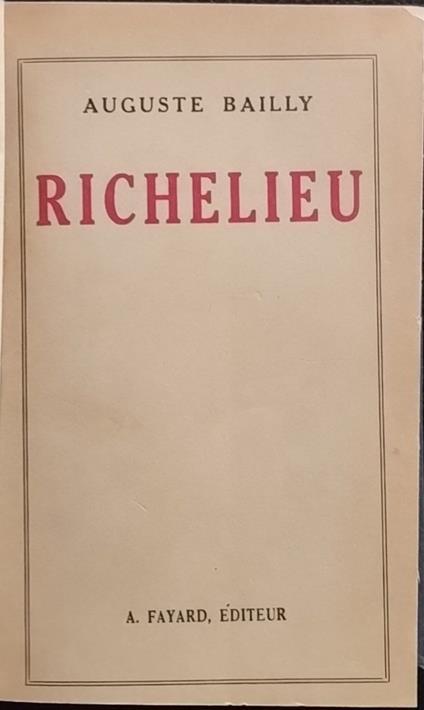 AUGUSTE BAILLY
RICHELIEU
A. FAYARD, ÉDITEUR